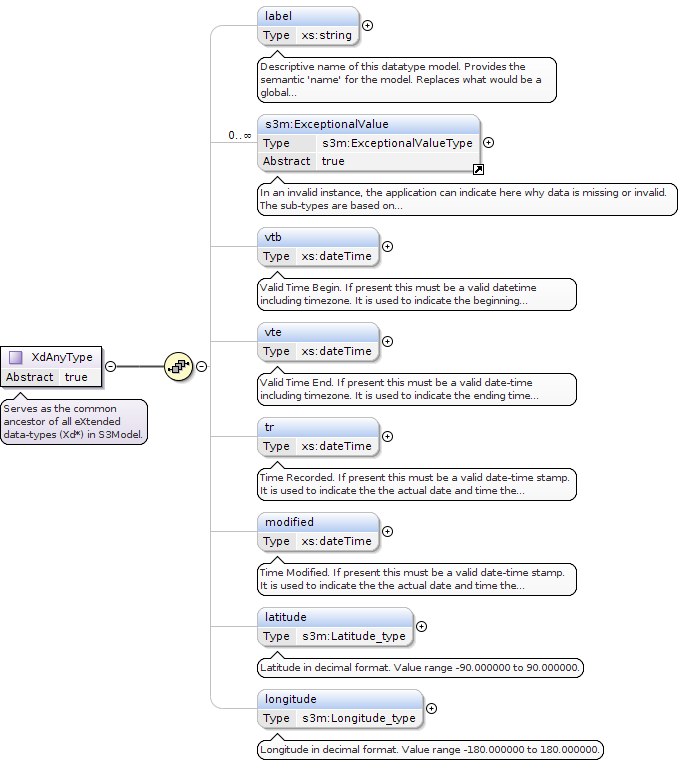 label
Type xs:string
Descriptive name of this datatype model. Provides the
semantic 'name' for the model. Replaces what would be a
global...
0..∞
s3m:ExceptionalValue
Type s3m:ExceptionalValueType
Abstract true
In an invalid instance, the application can indicate here why data is missing or invalid.
The sub-types are based on...
vtb
Type xs:dateTime
Valid Time Begin. If present this must be a valid datetime
including timezone. It is used to indicate the beginning...
vte
Type xs:dateTime
Valid Time End. If present this must be a valid date-time
including timezone. It is used to indicate the ending time...
XdAnyType
Abstract true
Serves as the common
ancestor of all eXtended
data-types (Xd*) in S3Model.
tr
Type xs:dateTime
Time Recorded. If present this must be a valid date-time stamp.
It is used to indicate the the actual date and time the...
modified
Type xs:dateTime
Time Modified. If present this must be a valid date-time stamp.
It is used to indicate the the actual date and time the...
latitude
Type s3m:Latitude_type
Latitude in decimal format. Value range -90.000000 to 90.000000.
longitude
Type s3m:Longitude_type
Longitude in decimal format. Value range -180.000000 to 180.000000.